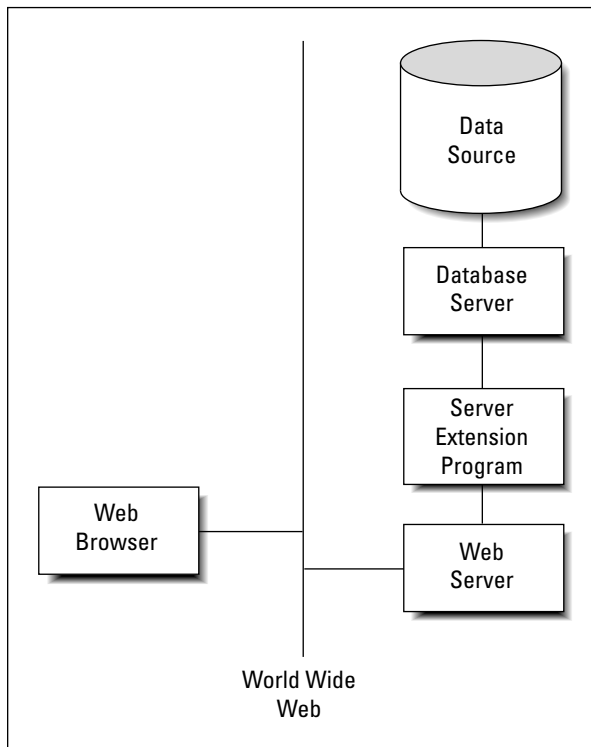 Data
Source
Database
Server
Server
Extension
Program
Web
Browser
Web
Server
World Wide
Web